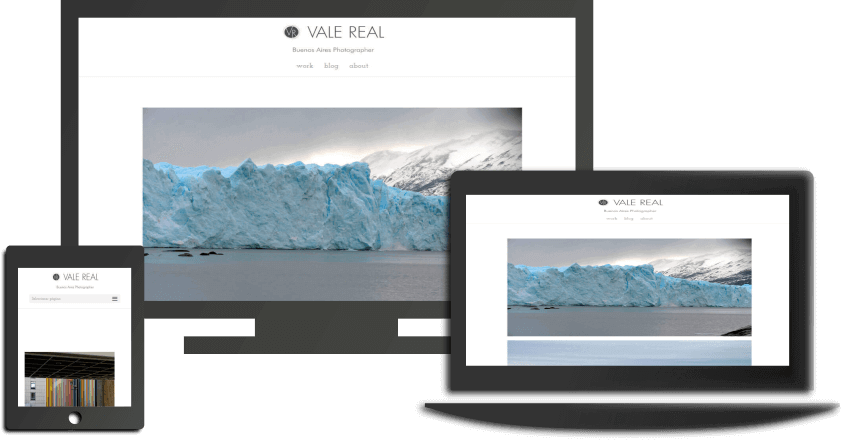 VR VALE REAL
Buenos Aires Photographer
work blog about
VR VALE REAL
Buenos Aires Photographer
work blog about
VALE REAL
Buenos Aires Photographer